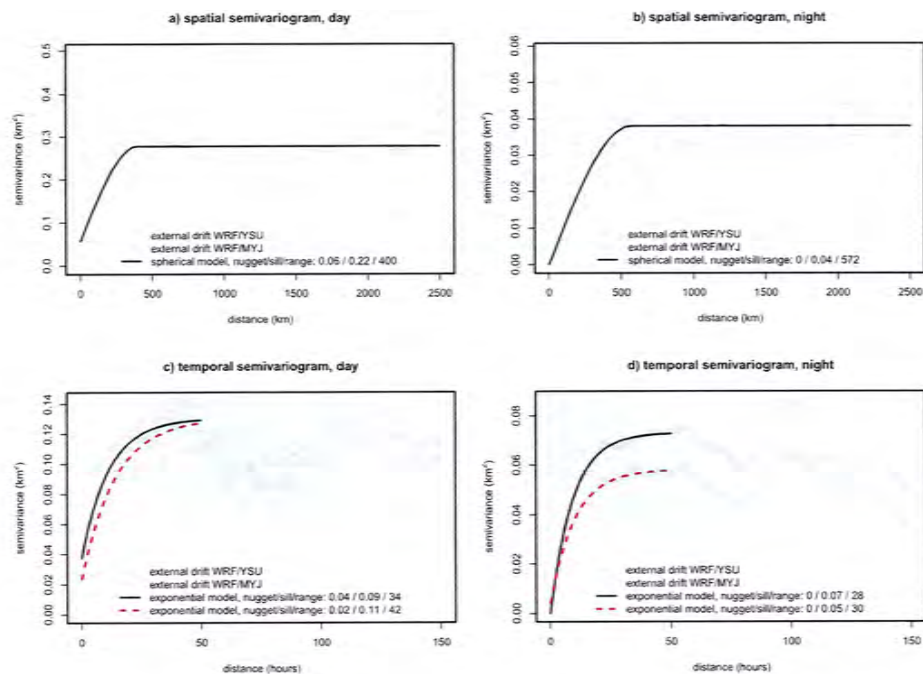 a) spatial semivariogram, day
semivariance (km²)
0.0 0.1 0.2 0.3 0.4 0.5
external drift WRF/YSU
external drift WRF/MYJ
spherical model, nugget/sill/range: 0.06 / 0.22 / 400
0 500 1000 1500 2000 2500
distance (km)
b) spatial semivariogram, night
semivariance (km²)
0.00 0.01 0.02 0.03 0.04 0.05 0.06
external drift WRF/YSU
external drift WRF/MYJ
spherical model, nugget/sill/range: 0 / 0.04 / 572
0 500 1000 1500 2000 2500
distance (km)
c) temporal semivariogram, day
semivariance (km²)
0.00 0.02 0.04 0.06 0.08 0.10 0.12 0.14
external drift WRF/YSU
external drift WRF/MYJ
exponential model, nugget/sill/range: 0.04 / 0.09 / 34
exponential model, nugget/sill/range: 0.02 / 0.11 / 42
0 50 100 150
distance (hours)
d) temporal semivariogram, night
semivariance (km²)
0.00 0.02 0.04 0.06 0.08
external drift WRF/YSU
external drift WRF/MYJ
exponential model, nugget/sill/range: 0 / 0.07 / 28
exponential model, nugget/sill/range: 0 / 0.05 / 30
0 50 100 150
distance (hours)